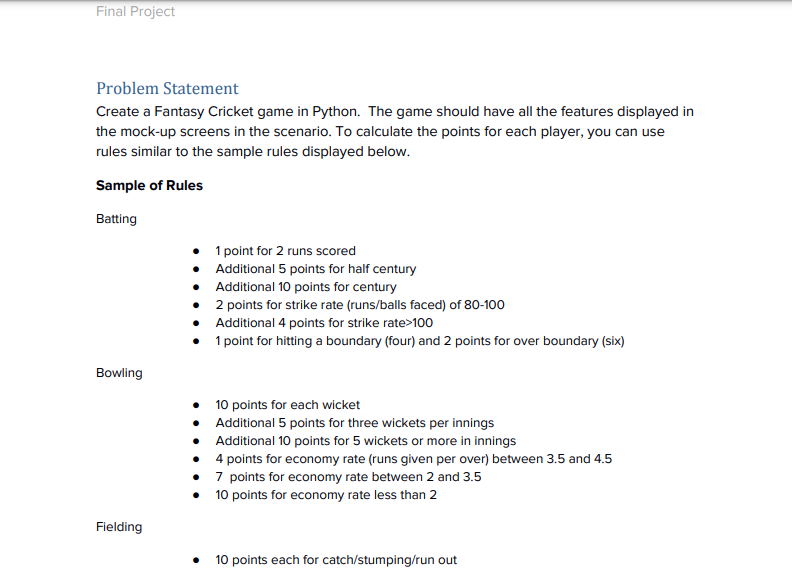 Final Project
Problem Statement
Create a Fantasy Cricket game in Python. The game should have all the features displayed in
the mock-up screens in the scenario. To calculate the points for each player, you can use
rules similar to the sample rules displayed below.
Sample of Rules
Batting
● 1 point for 2 runs scored
● Additional 5 points for half century
● Additional 10 points for century
● 2 points for strike rate (runs/balls faced) of 80-100
● Additional 4 points for strike rate>100
● 1 point for hitting a boundary (four) and 2 points for over boundary (six)
Bowling
● 10 points for each wicket
● Additional 5 points for three wickets per innings
● Additional 10 points for 5 wickets or more in innings
● 4 points for economy rate (runs given per over) between 3.5 and 4.5
● 7 points for economy rate between 2 and 3.5
● 10 points for economy rate less than 2
Fielding
● 10 points each for catch/stumping/run out